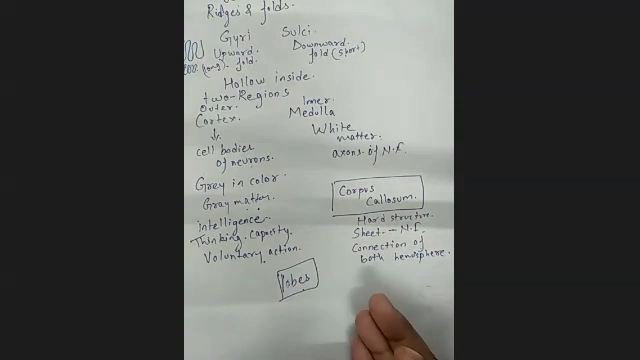 Ridges & folds.
Gyri Sulci
Upward Downward
(long) fold. fold (short)
Hollow inside.
two-Regions
Outer Inner
Cortex. Medulla
White
matter.
cell bodies axons of N.F.
of neurons.
Grey in color.
Gray matter.
intelligence
Thinking Capacity.
Voluntary action.
Corpus
Callosum.
Hard structure.
Sheet - N.F.
Connection of
both hemisphere.
lobes